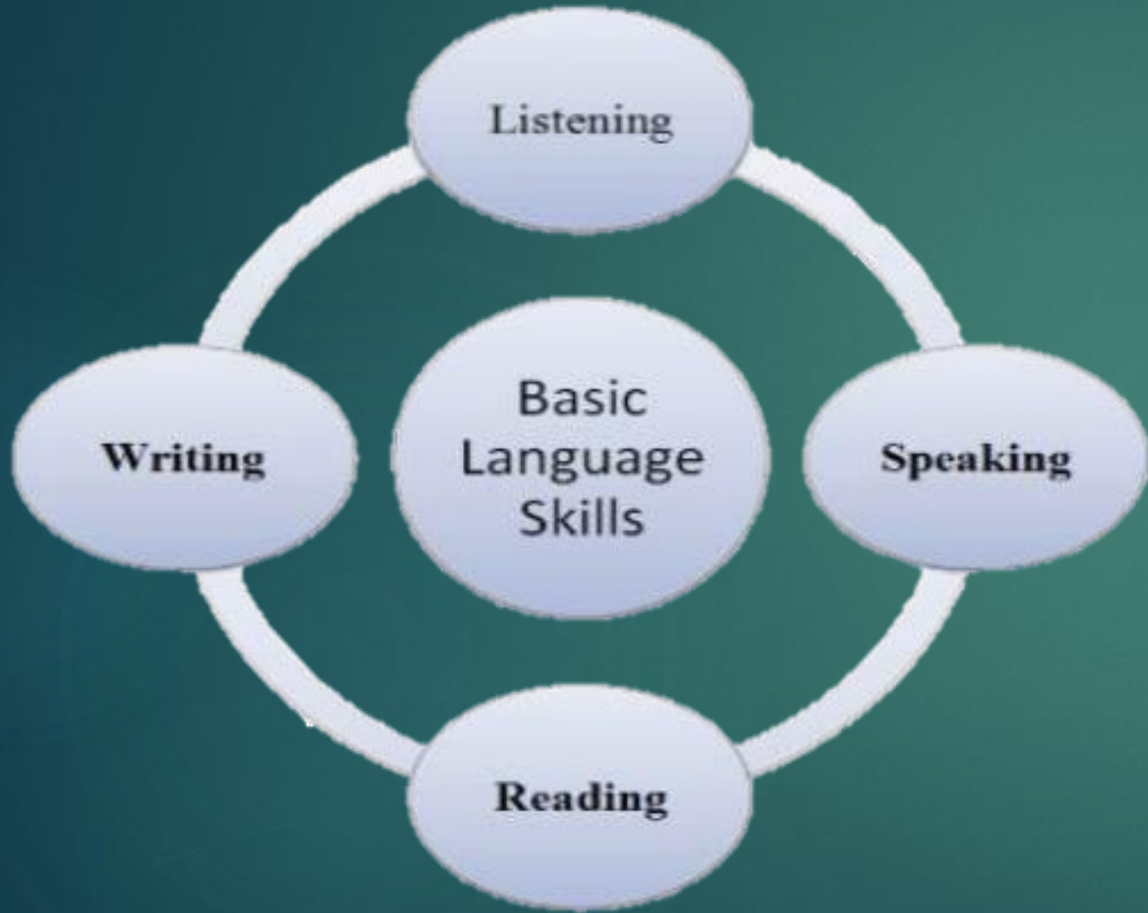 Listening
Writing
Basic
Language
Skills
Speaking
Reading